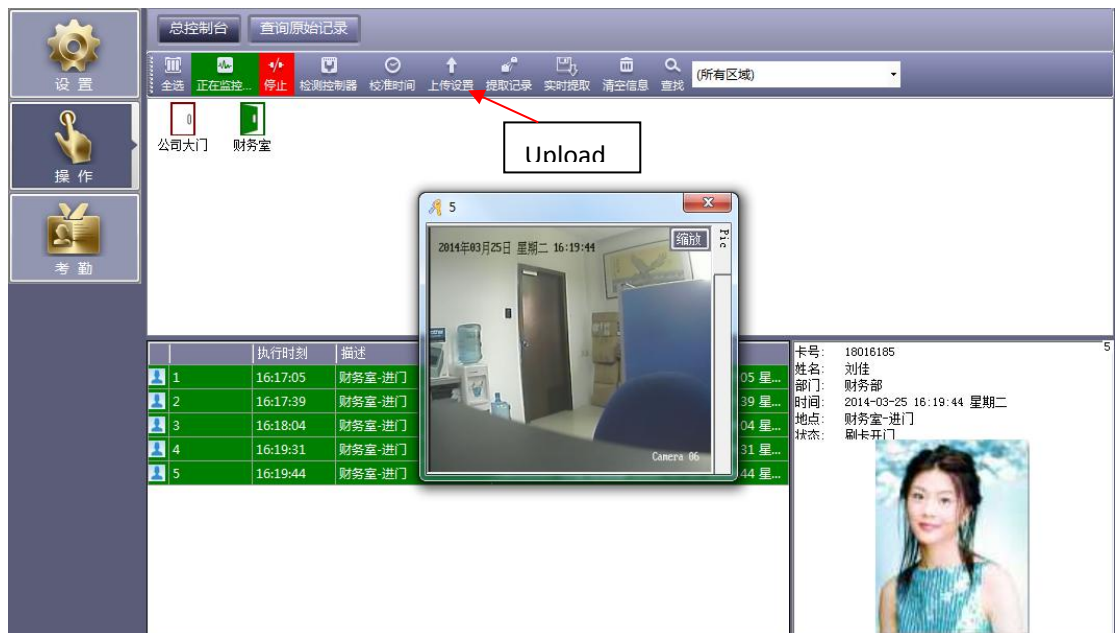 总控制台 查询原始记录
全选 正在监控... 停止 检测控制器 校准时间 上传设置 提取记录 实时提取 清空信息 查找 (所有区域)
设置
公司大门 财务室
Upload
操作
5
2014年03月25日 星期二 16:19:44 缩放 Pic
考勤
Camera 06
执行时刻 描述
1 16:17:05 财务室-进门 05 星...
2 16:17:39 财务室-进门 39 星...
3 16:18:04 财务室-进门 04 星...
4 16:19:31 财务室-进门 31 星...
5 16:19:44 财务室-进门 44 星...
5
卡号: 18016185
姓名: 刘佳
部门: 财务部
时间: 2014-03-25 16:19:44 星期二
地点: 财务室-进门
状态: 刷卡开门